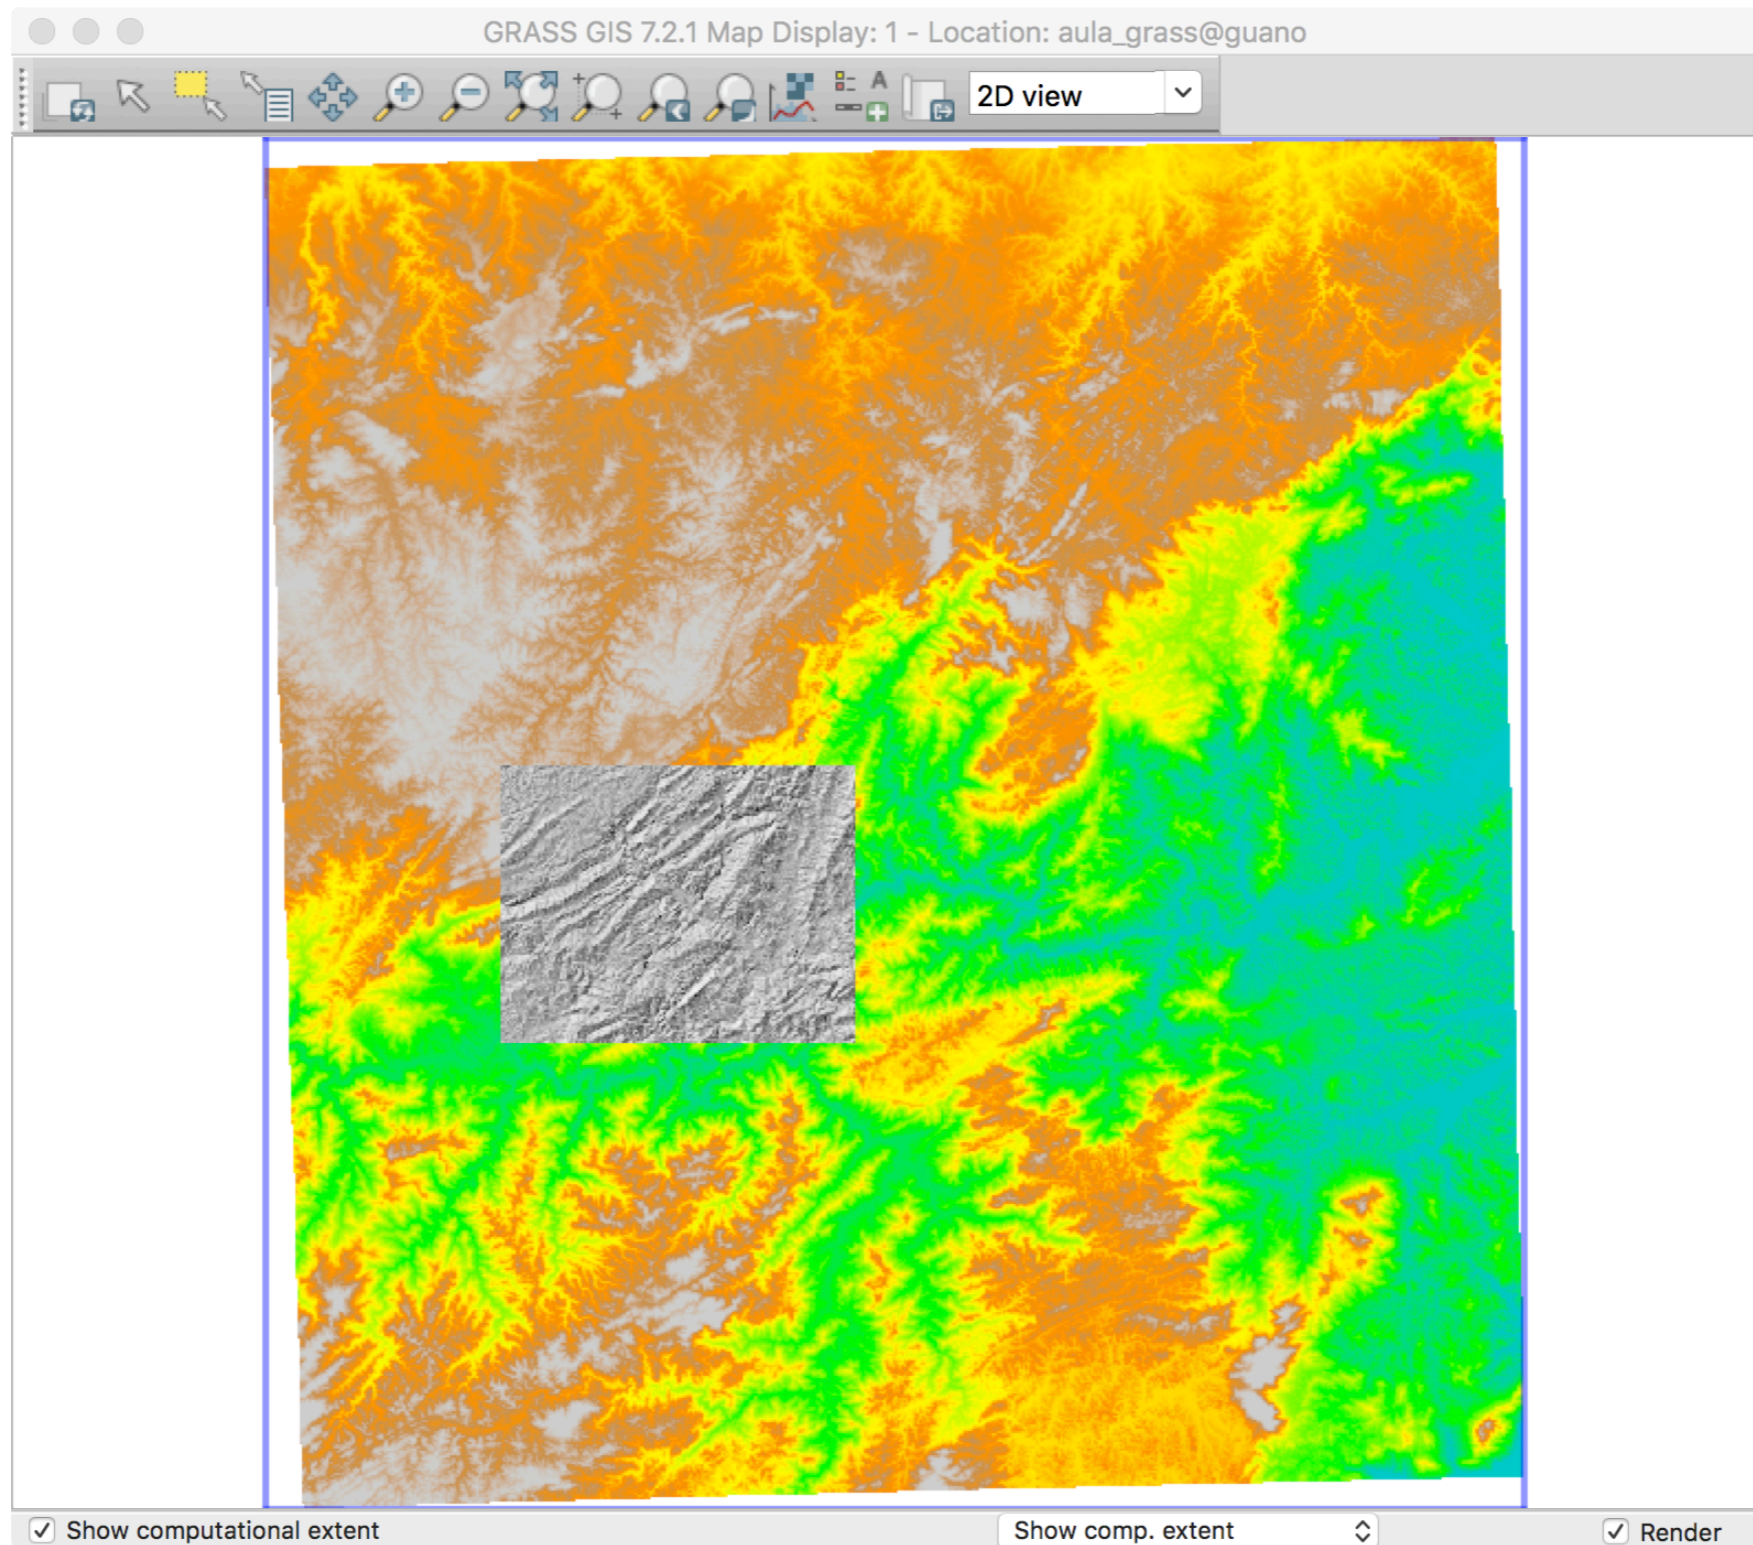 GRASS GIS 7.2.1 Map Display: 1 - Location: aula_grass@guano
A
2D view
Show computational extent
Show comp. extent
Render